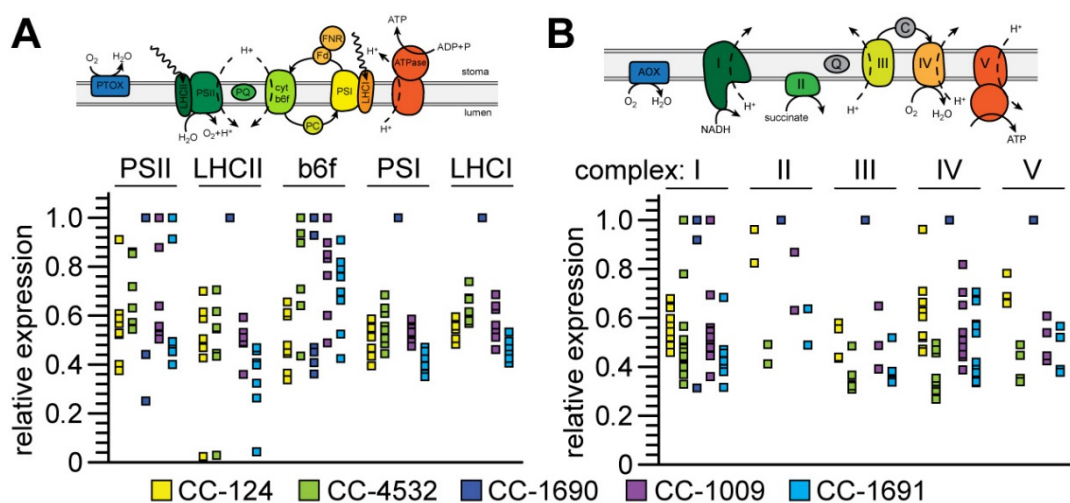 A
ATP
FNR
Fd
ADP+P
H+
H+
O2
H2O
ATPase
stoma
PTOX
LHCII
PSII
PQ
cyt
b6f
PSI
LHCI
lumen
PC
H2O
O2+H+
H+
PSII LHCII b6f PSI LHCI
relative expression
1.0
0.8
0.6
0.4
0.2
0
B
C
H+
H+
I
Q
III
IV
V
AOX
II
O2
H2O
H+
succinate
H+
O2
H2O
NADH
ATP
complex: I II III IV V
relative expression
1.0
0.8
0.6
0.4
0.2
0
CC-124 CC-4532 CC-1690 CC-1009 CC-1691